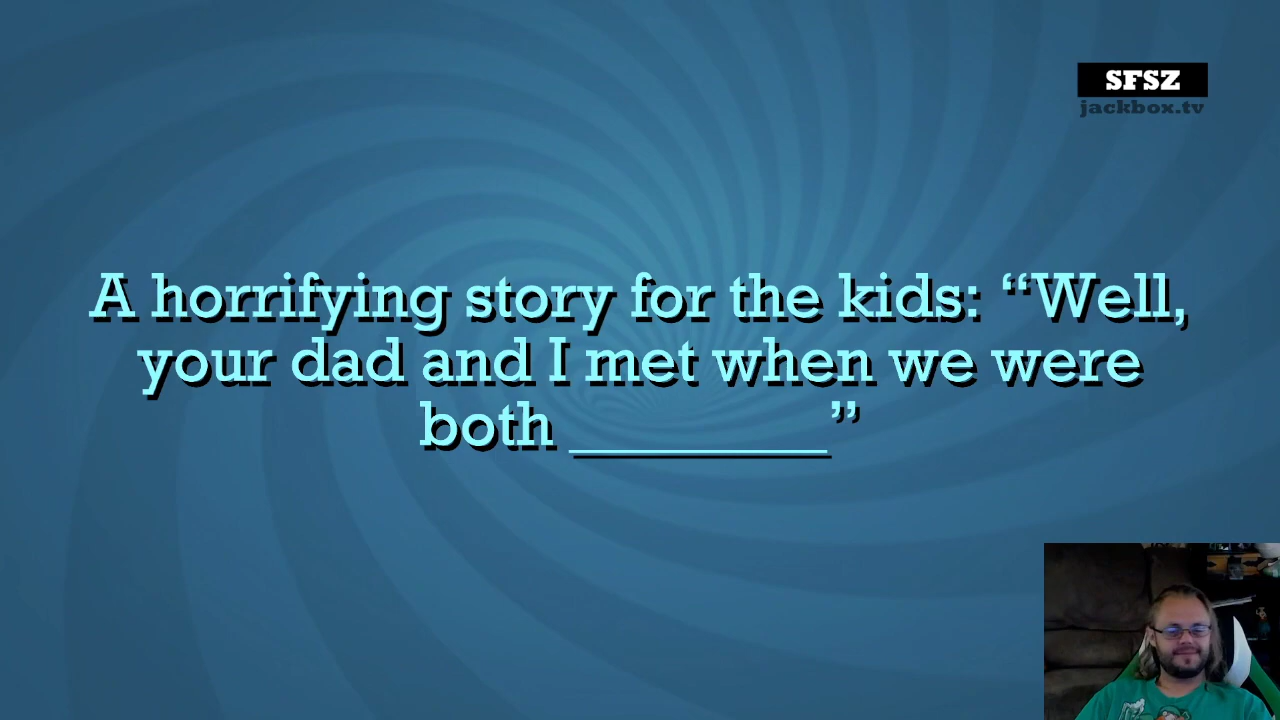 SFSZ
jackbox.tv
A horrifying story for the kids: “Well,
your dad and I met when we were
both ________”